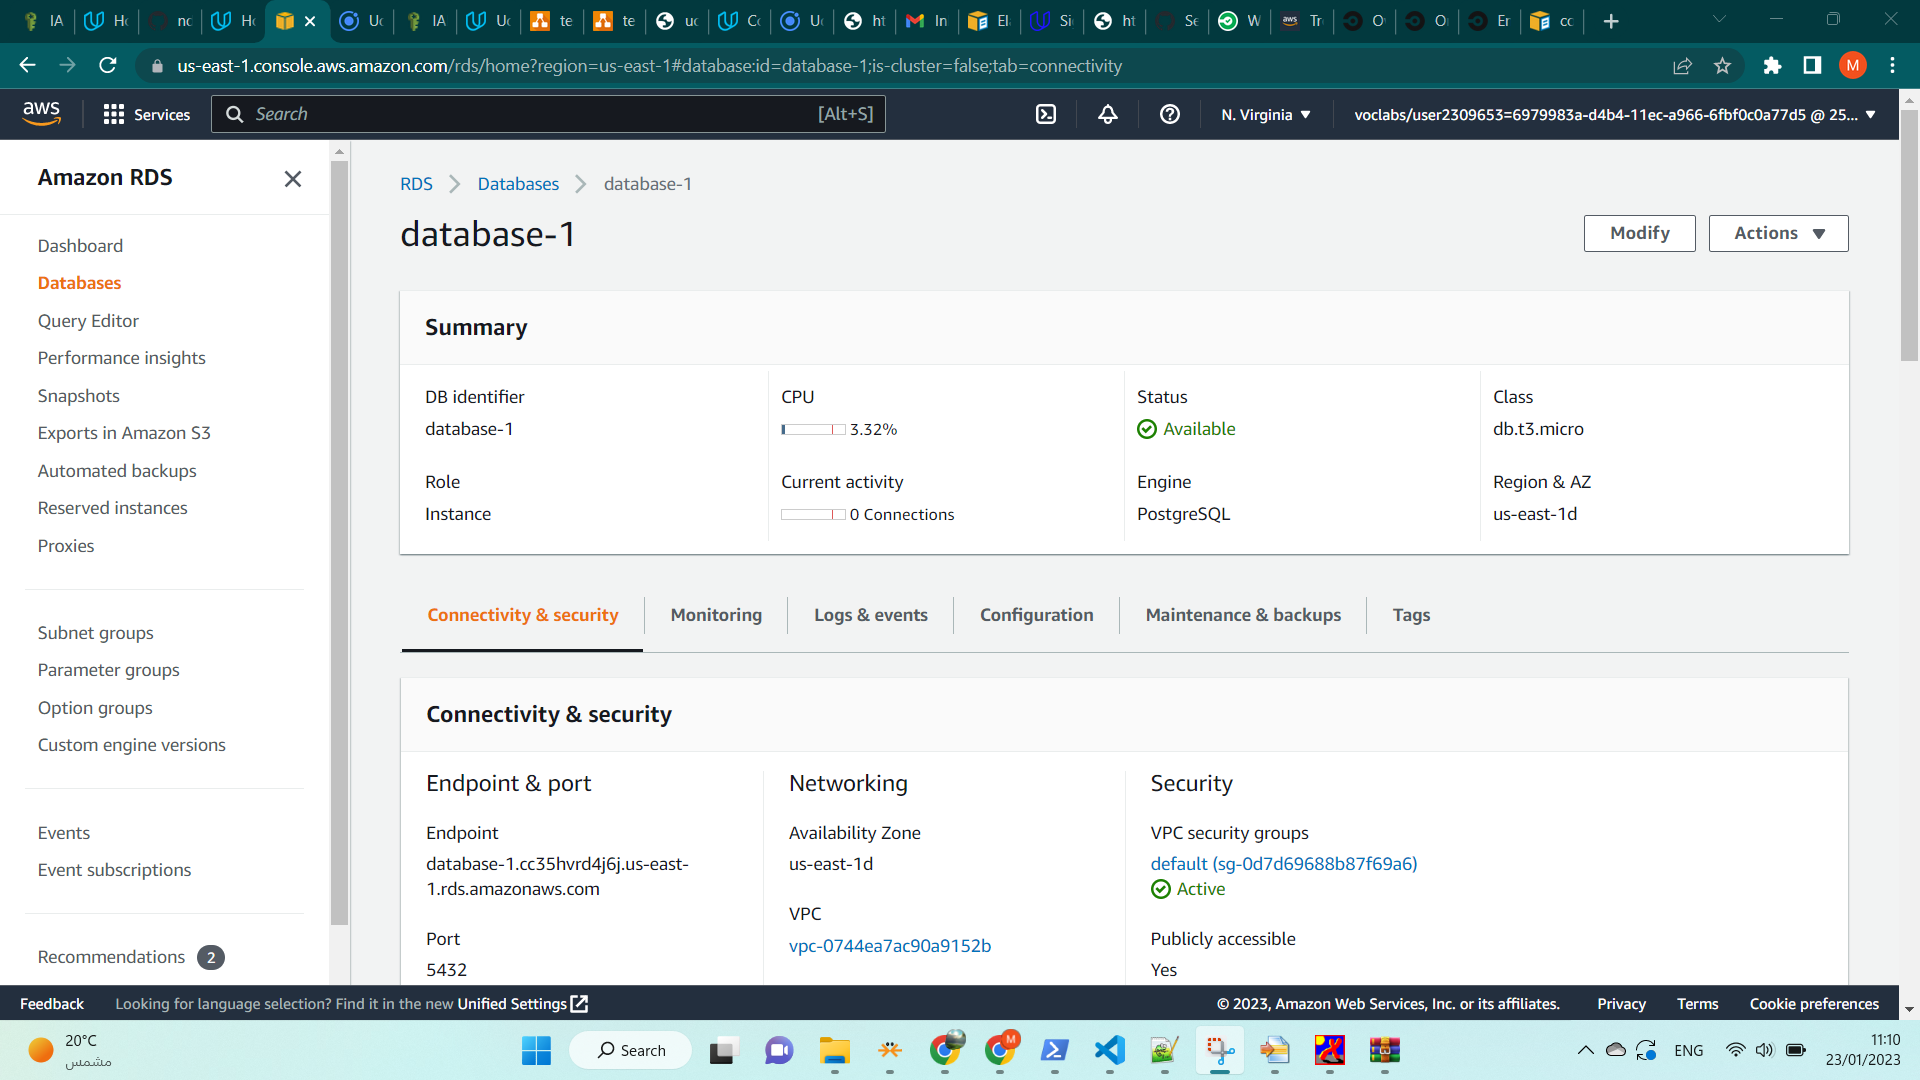 IA
Ho
nc
Ho
Uc
IA
Uc
te
te
uc
Co
Uc
ht
In
El
Si
ht
Se
W
Tr
O
O
Er
cc
us-east-1.console.aws.amazon.com/rds/home?region=us-east-1#database:id=database-1;is-cluster=false;tab=connectivity
M
aws
Services
Search
[Alt+S]
N. Virginia
voclabs/user2309653=6979983a-d4b4-11ec-a966-6fbf0c0a77d5 @ 25...
Amazon RDS
Dashboard
Databases
Query Editor
Performance insights
Snapshots
Exports in Amazon S3
Automated backups
Reserved instances
Proxies
Subnet groups
Parameter groups
Option groups
Custom engine versions
Events
Event subscriptions
Recommendations 2
RDS > Databases > database-1
database-1
Modify
Actions
Summary
DB identifier
database-1
CPU
3.32%
Status
Available
Class
db.t3.micro
Role
Instance
Current activity
0 Connections
Engine
PostgreSQL
Region & AZ
us-east-1d
Connectivity & security
Monitoring
Logs & events
Configuration
Maintenance & backups
Tags
Connectivity & security
Endpoint & port
Endpoint
database-1.cc35hvrd4j6j.us-east-
1.rds.amazonaws.com
Port
5432
Networking
Availability Zone
us-east-1d
VPC
vpc-0744ea7ac90a9152b
Security
VPC security groups
default (sg-0d7d69688b87f69a6)
Active
Publicly accessible
Yes
Feedback
Looking for language selection? Find it in the new Unified Settings
© 2023, Amazon Web Services, Inc. or its affiliates.
Privacy
Terms
Cookie preferences
20°C
مشمس
Search
M
ENG
11:10
23/01/2023